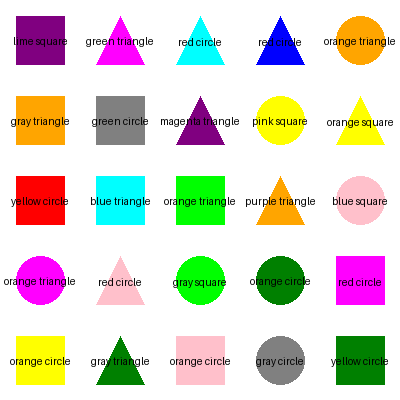 lime square green triangle red circle red circle orange triangle
gray triangle green circle magenta triangle pink square orange square
yellow circle blue triangle orange triangle purple triangle blue square
orange triangle red circle gray square orange circle red circle
orange circle gray triangle orange circle gray circle yellow circle